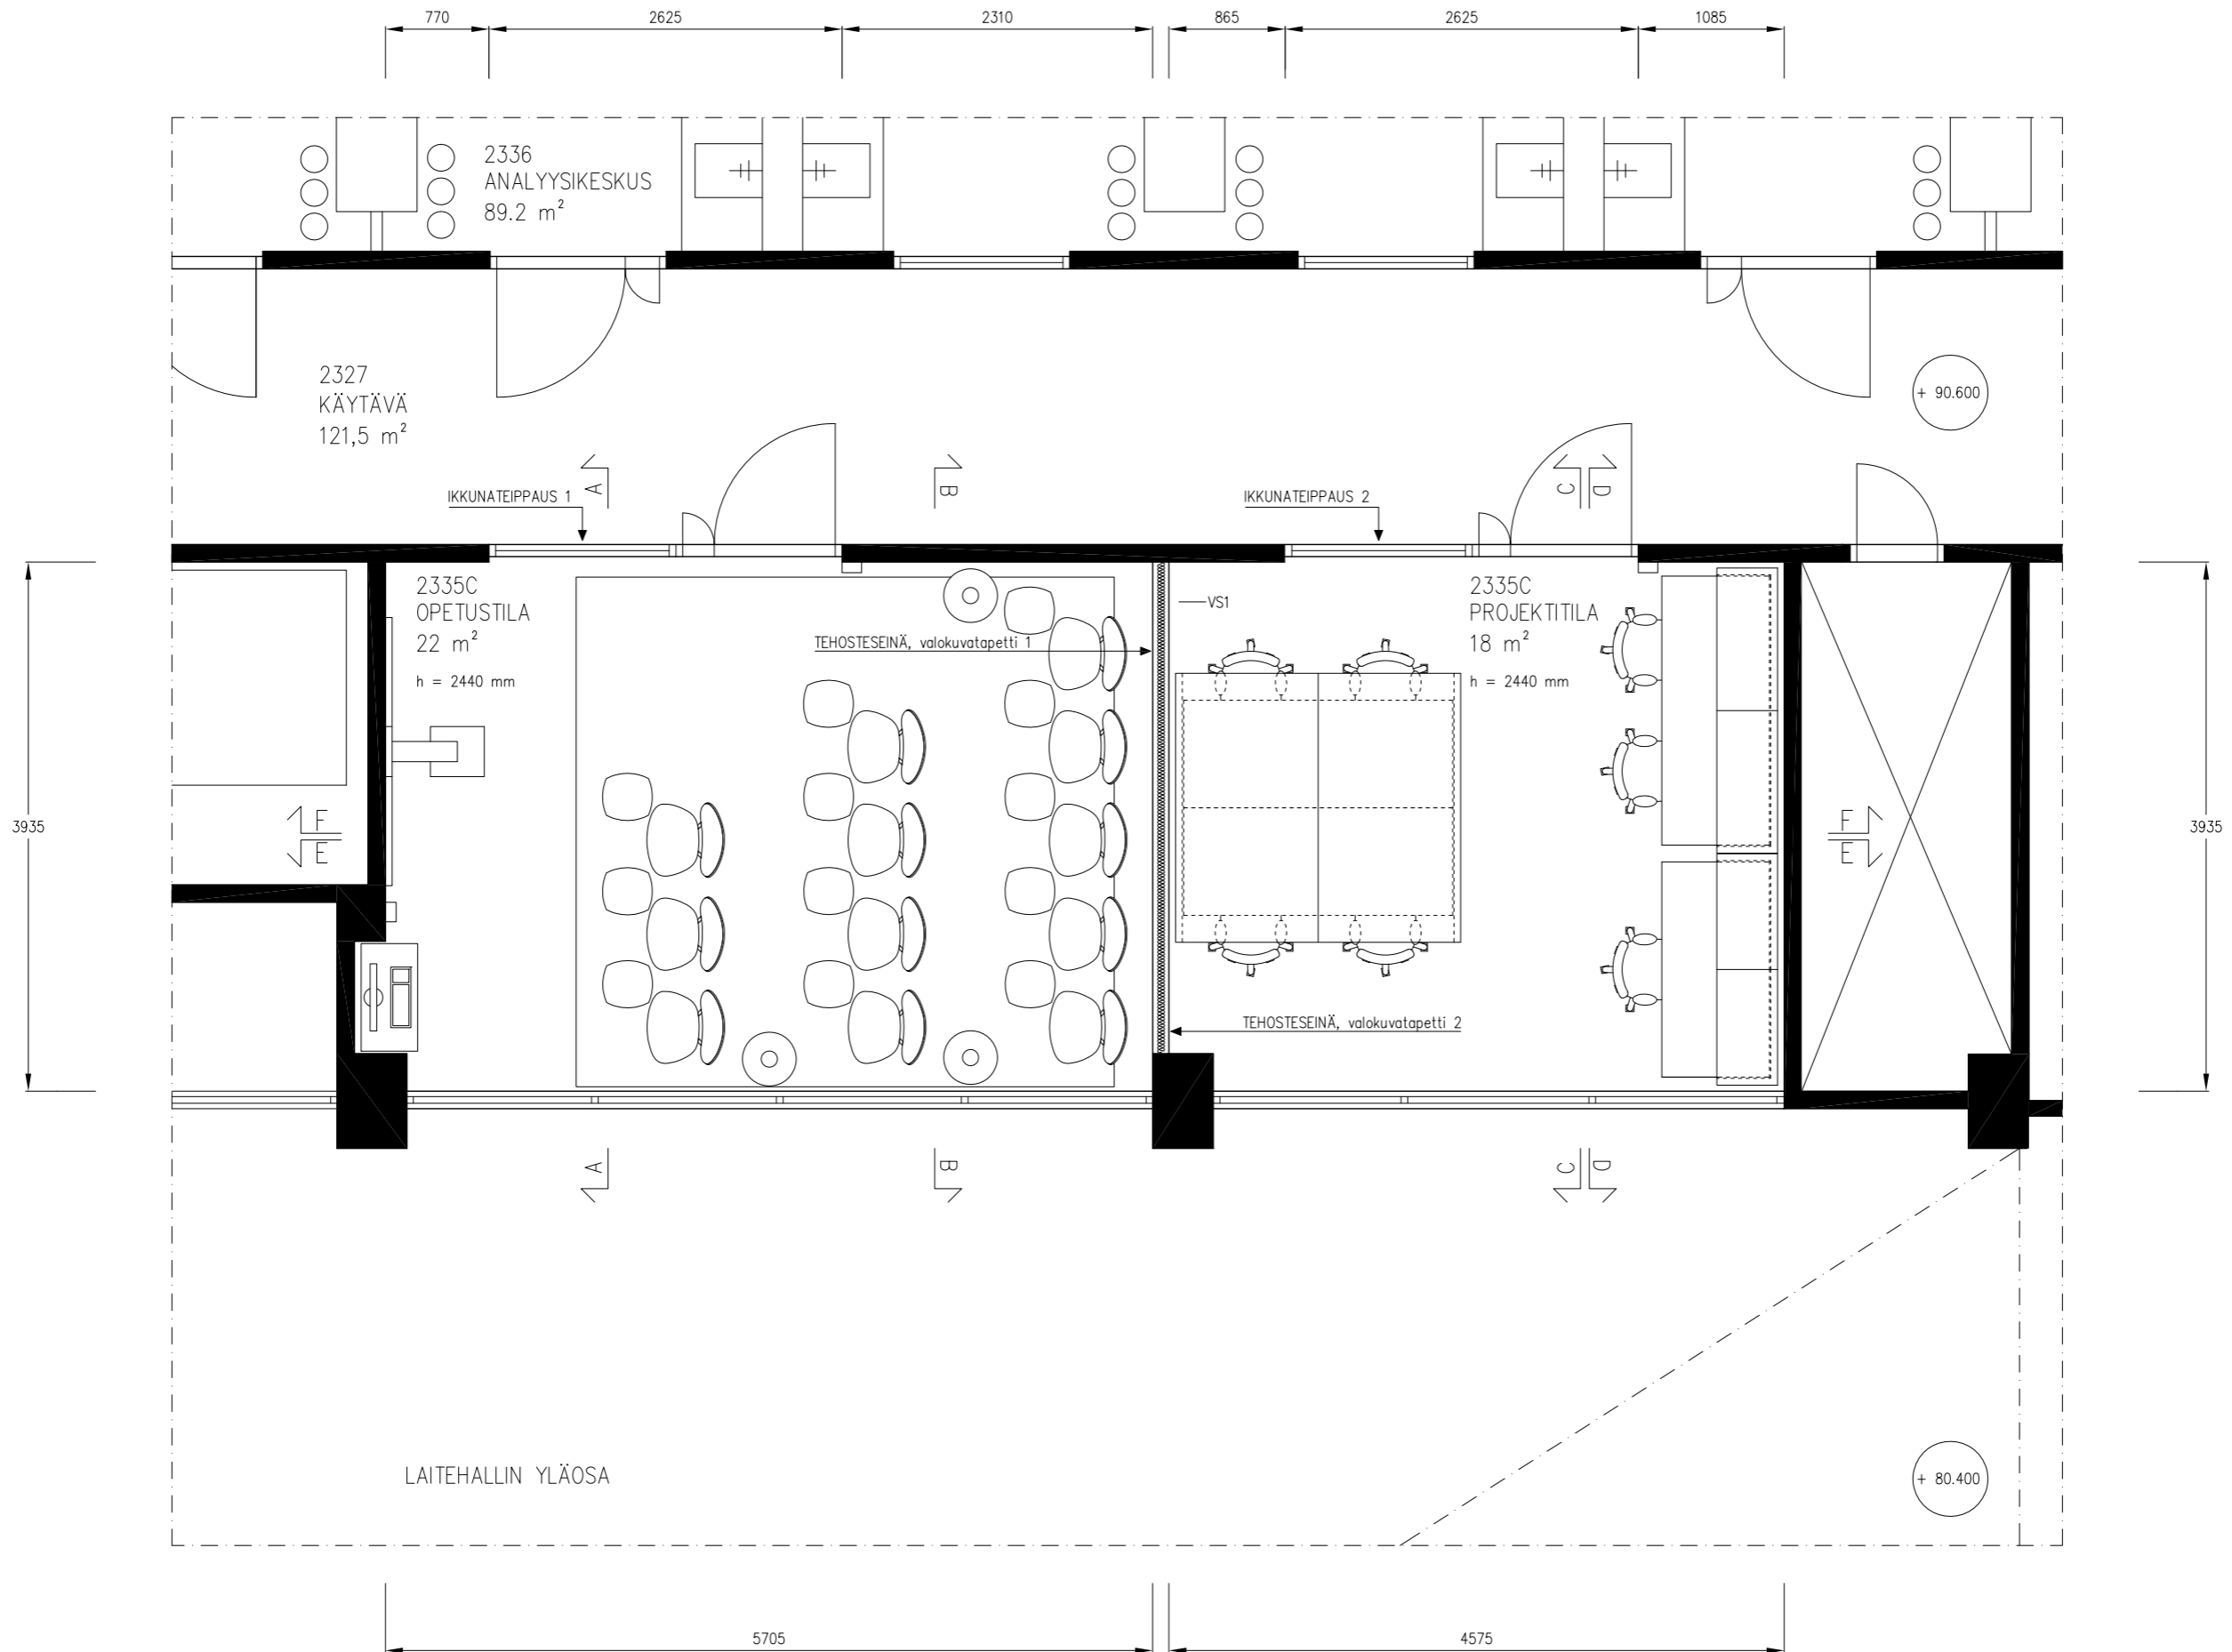 770
2625
2310
865
2625
1085
2336
ANALYYSIKESKUS
89.2 m²
2327
KÄYTÄVÄ
121,5 m²
+ 90.600
A
B
C
D
IKKUNATEIPPAUS 1
IKKUNATEIPPAUS 2
2335C
OPETUSTILA
22 m²
h = 2440 mm
VS1
2335C
PROJEKTITILA
18 m²
h = 2440 mm
TEHOSTESEINÄ, valokuvatapetti 1
3935
F
E
F
E
3935
TEHOSTESEINÄ, valokuvatapetti 2
A
B
C
D
LAITEHALLIN YLÄOSA
+ 80.400
5705
4575